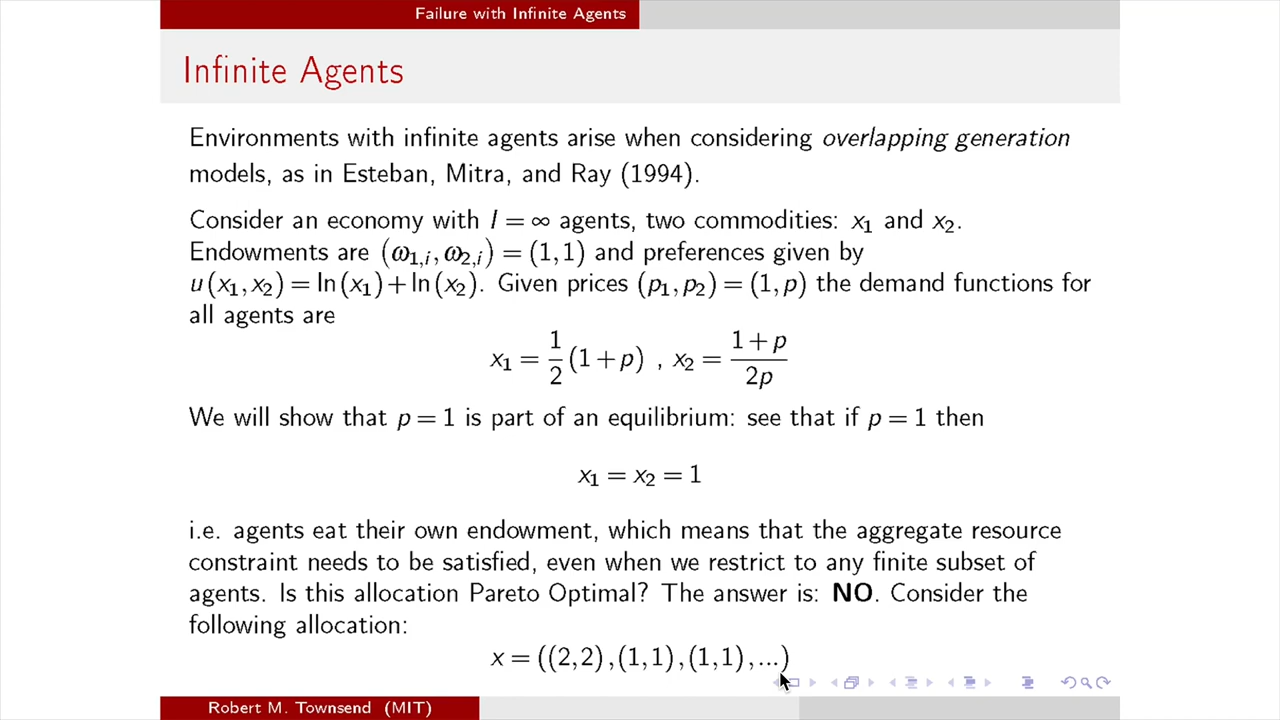 Failure with Infinite Agents
Infinite Agents
Environments with infinite agents arise when considering overlapping generation
models, as in Esteban, Mitra, and Ray (1994).
Consider an economy with I = ∞ agents, two commodities: x₁ and x₂.
Endowments are (ω₁,ᵢ, ω₂,ᵢ) = (1,1) and preferences given by
u(x₁,x₂) = ln(x₁)+ln(x₂). Given prices (p₁,p₂) = (1,p) the demand functions for
all agents are
x₁ = 1/2 (1+p) , x₂ = (1+p)/2p
We will show that p = 1 is part of an equilibrium: see that if p = 1 then
x₁ = x₂ = 1
i.e. agents eat their own endowment, which means that the aggregate resource
constraint needs to be satisfied, even when we restrict to any finite subset of
agents. Is this allocation Pareto Optimal? The answer is: NO. Consider the
following allocation:
x = ((2,2),(1,1),(1,1),...)
Robert M. Townsend (MIT)